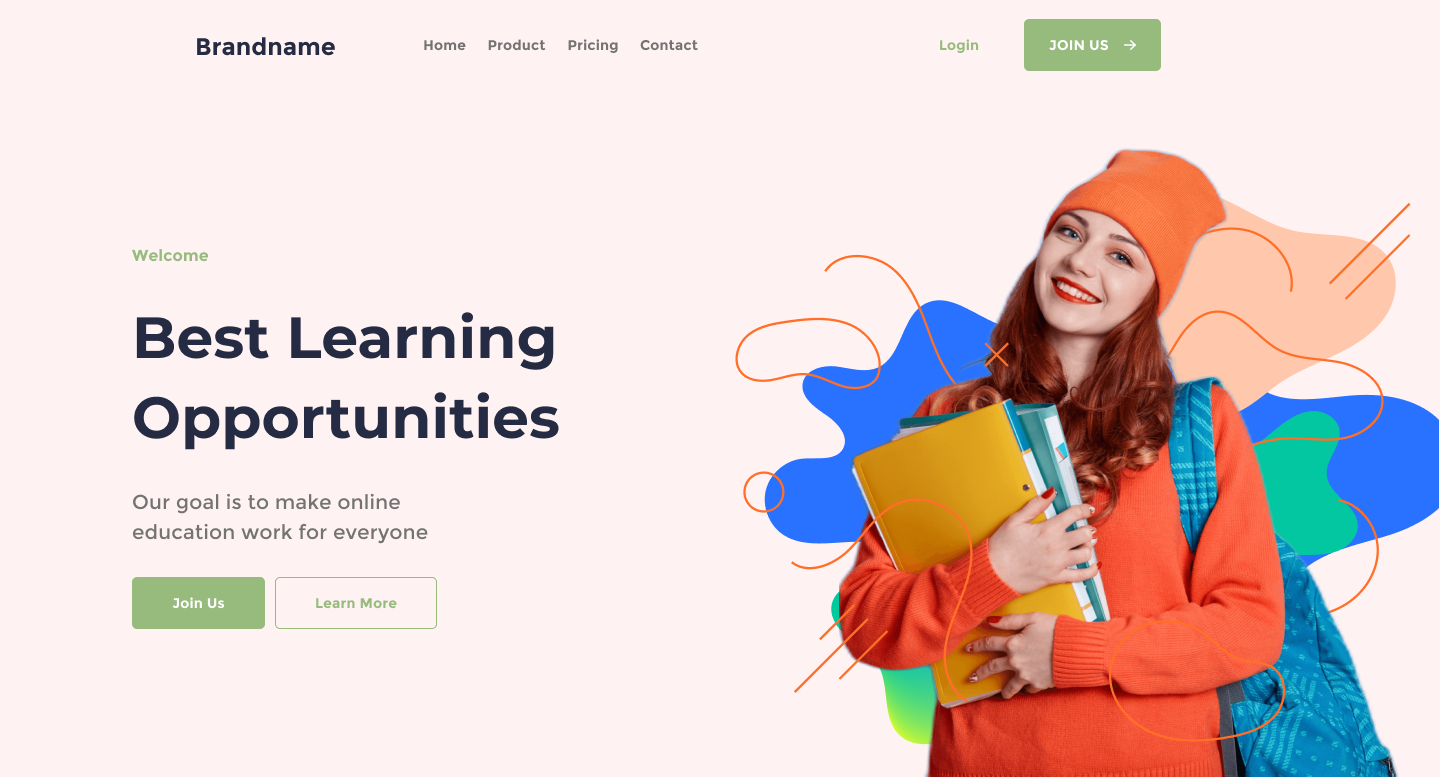 Brandname
Home Product Pricing Contact
Login
JOIN US →
Welcome
Best Learning
Opportunities
Our goal is to make online
education work for everyone
Join Us
Learn More